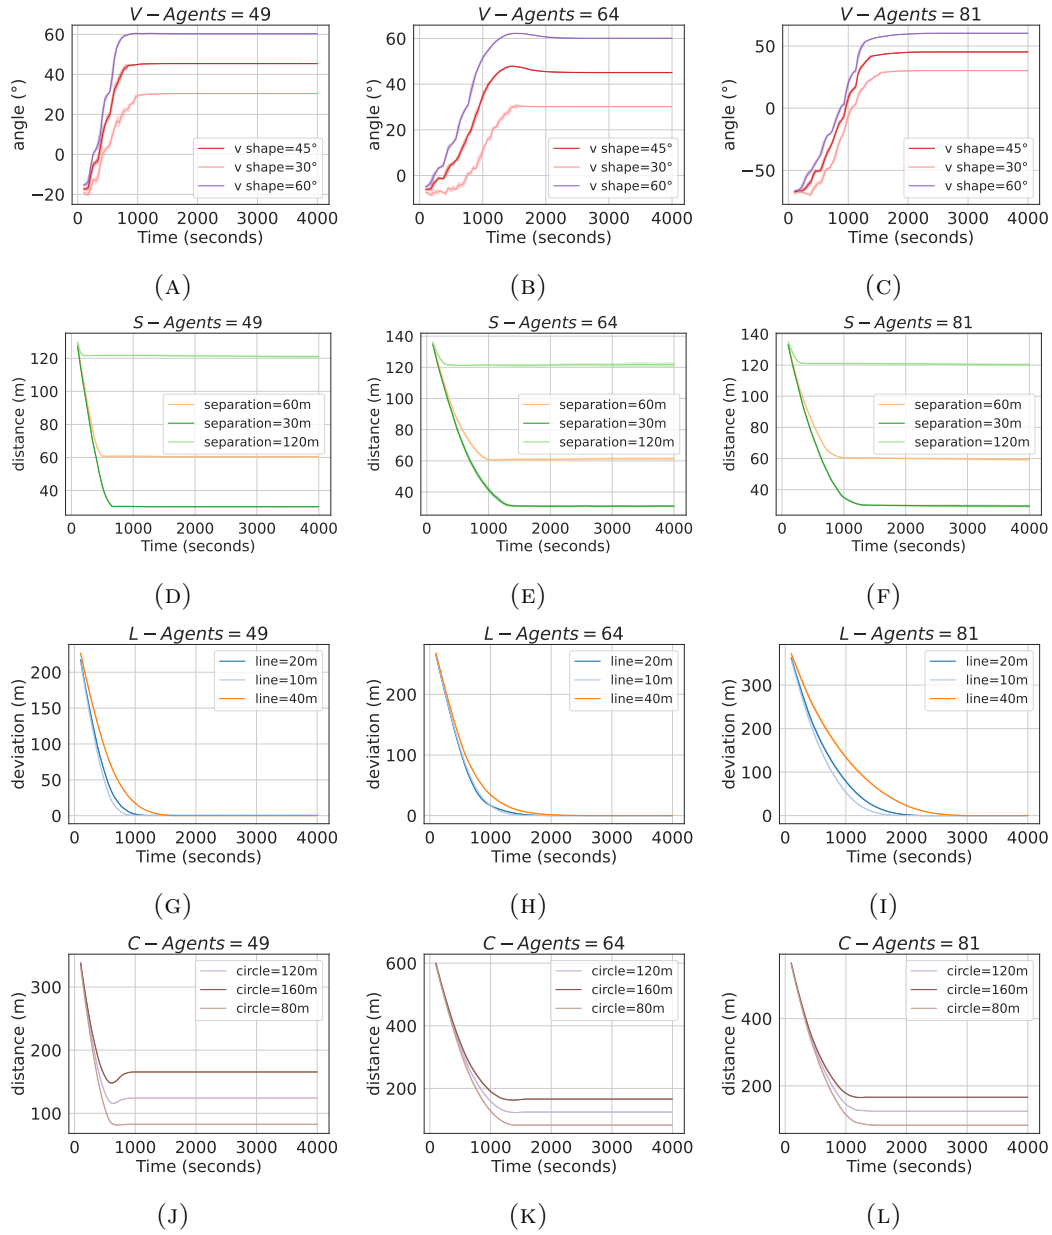 V − Agents = 49
60
40
20
0
−20
angle (°)
v shape=45°
v shape=30°
v shape=60°
0 1000 2000 3000 4000
Time (seconds)
(A)
V − Agents = 64
60
40
20
0
angle (°)
v shape=45°
v shape=30°
v shape=60°
0 1000 2000 3000 4000
Time (seconds)
(B)
V − Agents = 81
50
0
−50
angle (°)
v shape=45°
v shape=30°
v shape=60°
0 1000 2000 3000 4000
Time (seconds)
(C)
S − Agents = 49
120
100
80
60
40
distance (m)
separation=60m
separation=30m
separation=120m
0 1000 2000 3000 4000
Time (seconds)
(D)
S − Agents = 64
140
120
100
80
60
40
distance (m)
separation=60m
separation=30m
separation=120m
0 1000 2000 3000 4000
Time (seconds)
(E)
S − Agents = 81
140
120
100
80
60
40
distance (m)
separation=60m
separation=30m
separation=120m
0 1000 2000 3000 4000
Time (seconds)
(F)
L − Agents = 49
200
150
100
50
0
deviation (m)
line=20m
line=10m
line=40m
0 1000 2000 3000 4000
Time (seconds)
(G)
L − Agents = 64
200
100
0
deviation (m)
line=20m
line=10m
line=40m
0 1000 2000 3000 4000
Time (seconds)
(H)
L − Agents = 81
300
200
100
0
deviation (m)
line=20m
line=10m
line=40m
0 1000 2000 3000 4000
Time (seconds)
(I)
C − Agents = 49
300
200
100
distance (m)
circle=120m
circle=160m
circle=80m
0 1000 2000 3000 4000
Time (seconds)
(J)
C − Agents = 64
600
400
200
distance (m)
circle=120m
circle=160m
circle=80m
0 1000 2000 3000 4000
Time (seconds)
(K)
C − Agents = 81
400
200
distance (m)
circle=120m
circle=160m
circle=80m
0 1000 2000 3000 4000
Time (seconds)
(L)